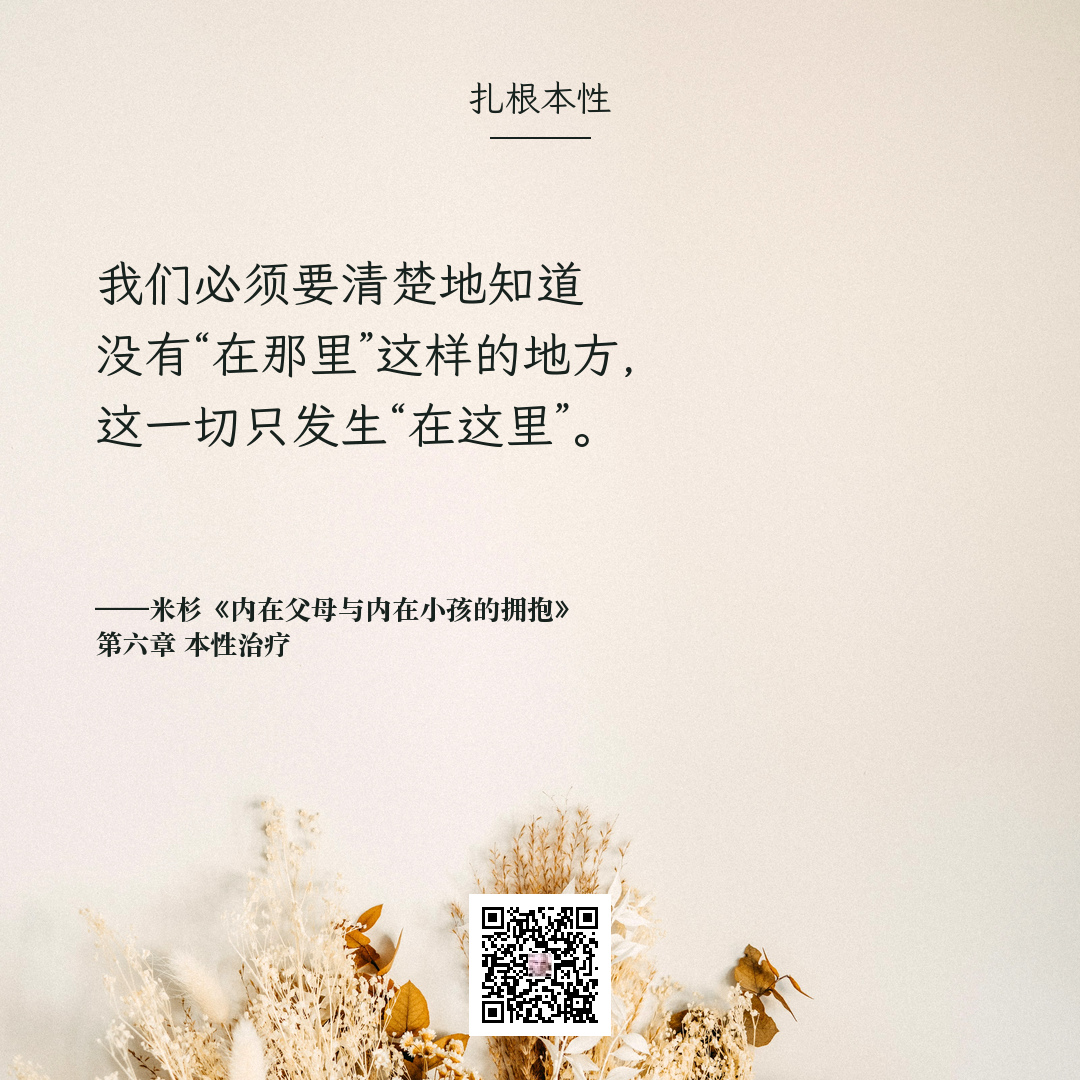 扎根本性
我们必须要清楚地知道
没有“在那里”这样的地方，
这一切只发生“在这里”。
——米杉《内在父母与内在小孩的拥抱》
第六章 本性治疗